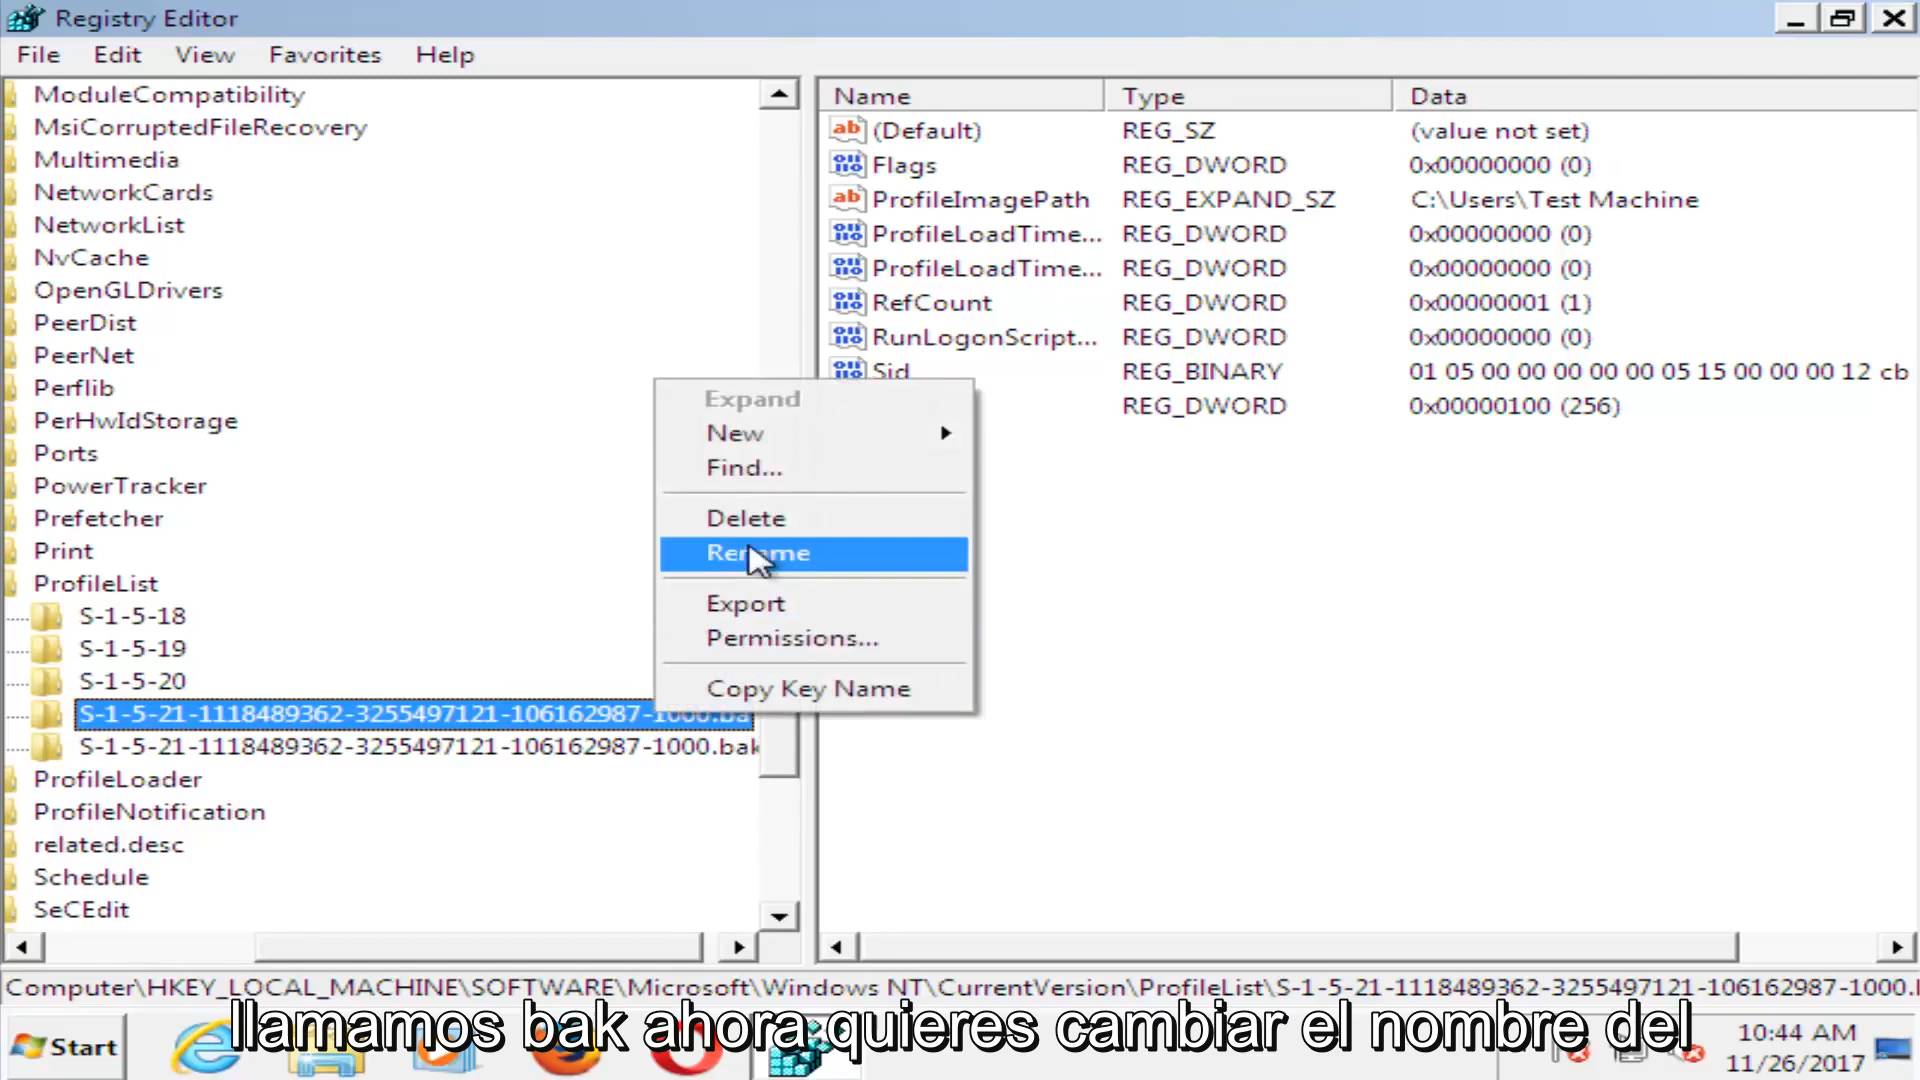 Registry Editor
File Edit View Favorites Help
ModuleCompatibility
MsiCorruptedFileRecovery
Multimedia
NetworkCards
NetworkList
NvCache
OpenGLDrivers
PeerDist
PeerNet
Perflib
PerHwIdStorage
Ports
PowerTracker
Prefetcher
Print
ProfileList
S-1-5-18
S-1-5-19
S-1-5-20
S-1-5-21-1118489362-3255497121-106162987-1000.ba
S-1-5-21-1118489362-3255497121-106162987-1000.bak
ProfileLoader
ProfileNotification
related.desc
Schedule
SeCEdit
Name Type Data
(Default) REG_SZ (value not set)
Flags REG_DWORD 0x00000000 (0)
ProfileImagePath REG_EXPAND_SZ C:\Users\Test Machine
ProfileLoadTime... REG_DWORD 0x00000000 (0)
ProfileLoadTime... REG_DWORD 0x00000000 (0)
RefCount REG_DWORD 0x00000001 (1)
RunLogonScript... REG_DWORD 0x00000000 (0)
Sid REG_BINARY 01 05 00 00 00 00 00 05 15 00 00 00 12 cb
REG_DWORD 0x00000100 (256)
Expand
New
Find...
Delete
Rename
Export
Permissions...
Copy Key Name
Computer\HKEY_LOCAL_MACHINE\SOFTWARE\Microsoft\Windows NT\CurrentVersion\ProfileList\S-1-5-21-1118489362-3255497121-106162987-1000.
llamamos bak ahora quieres cambiar el nombre del
Start
10:44 AM
11/26/2017